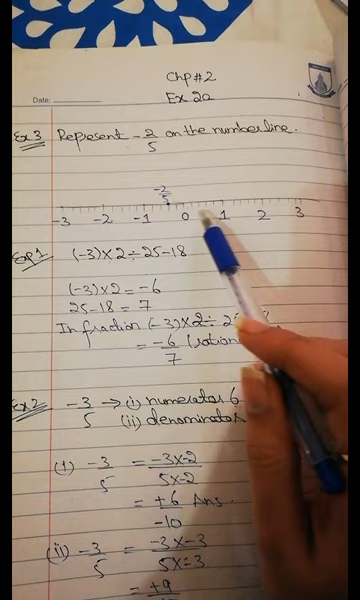 Chp#2
Date:
Ex 2a
Ex 3 Represent -2/5 on the numberline.
-2/5
-3 -2 -1 0 1 2 3
Exp 1 (-3)×2÷25-18
(-3)×2 = -6
25-18 = 7
In fraction (-3)×2÷
= -6/7
Ex 2 -3/5 → (i) numerator 6
(ii) denominator
(i) -3/5 = -3×-2/5×-2
= +6/-10 Ans.
(ii) -3/5 = -3×-3/5×-3
= +9